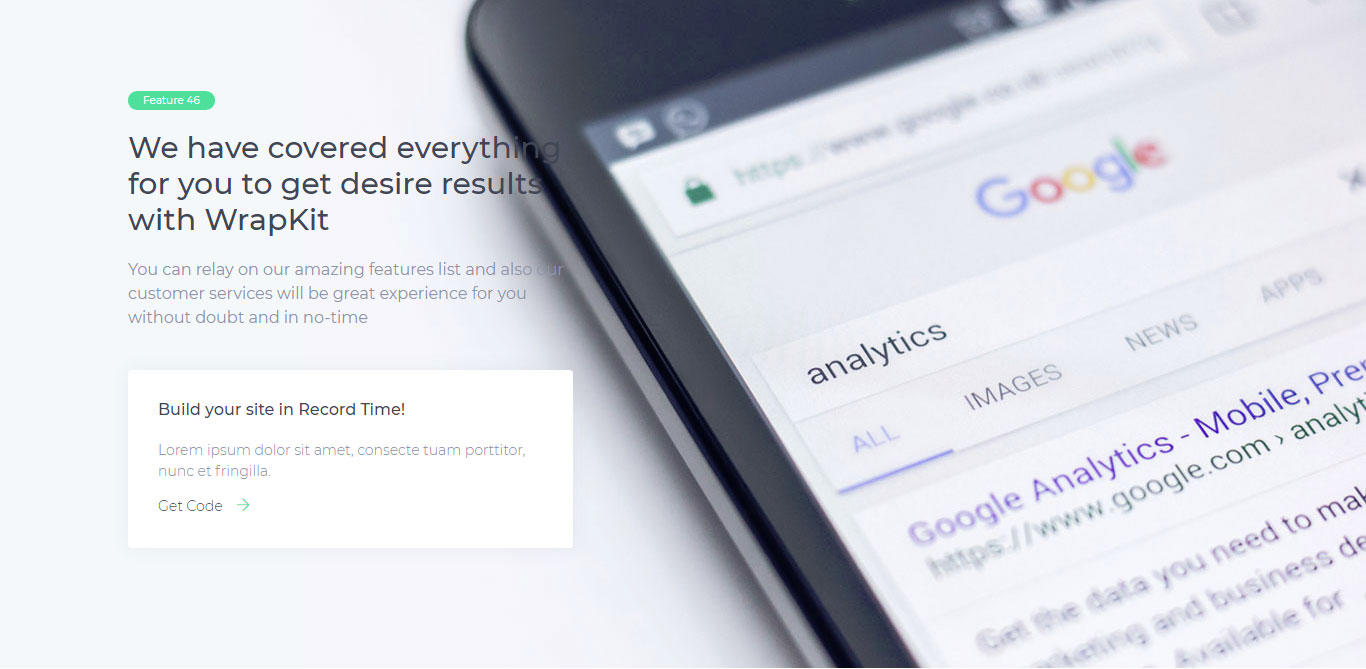 Feature 46
We have covered everything
for you to get desire results
with WrapKit
You can relay on our amazing features list and also our
customer services will be great experience for you
without doubt and in no-time
Build your site in Record Time!
Lorem ipsum dolor sit amet, consecte tuam porttitor,
nunc et fringilla.
Get Code
https://www.google.co.uk
Google
analytics
ALL IMAGES NEWS APPS
Google Analytics - Mobile, Prem
https://www.google.com › analyt
Get the data you need to mak
marketing and business de
Available for